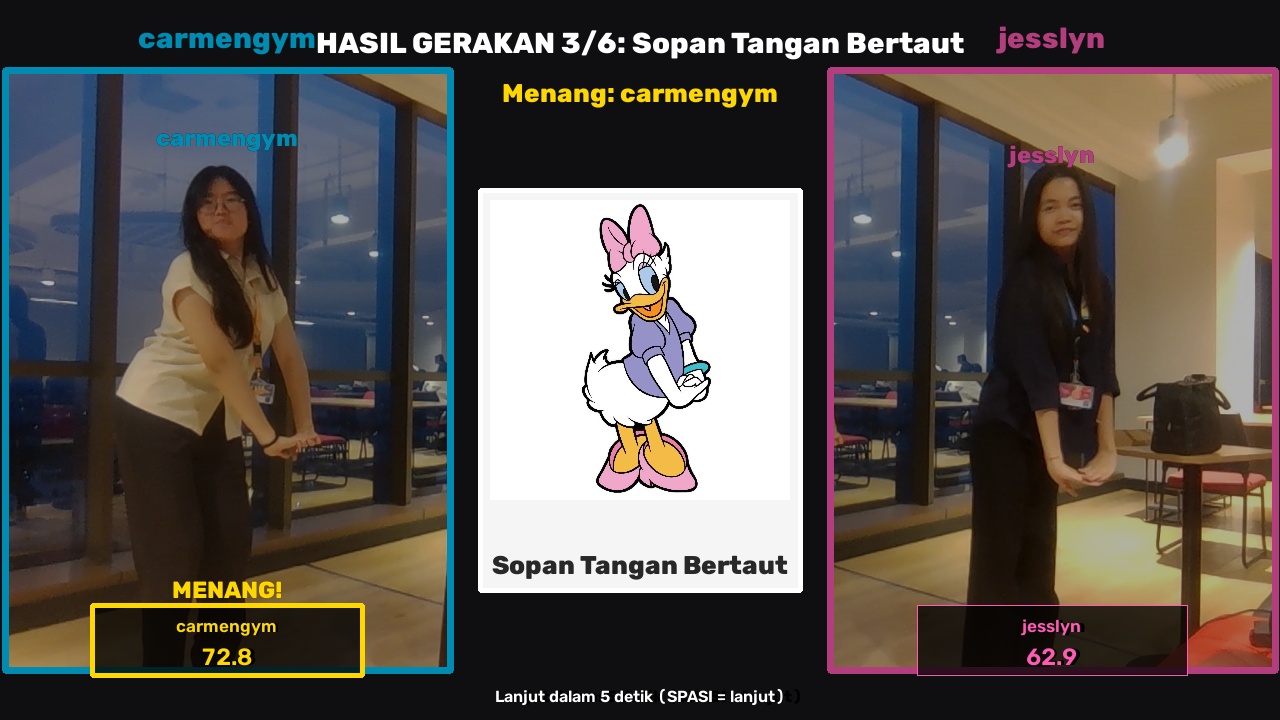 carmengym HASIL GERAKAN 3/6: Sopan Tangan Bertaut jesslyn
Menang: carmengym
carmengym
jesslyn
Sopan Tangan Bertaut
MENANG!
carmengym
72.8
jesslyn
62.9
Lanjut dalam 5 detik (SPASI = lanjut)